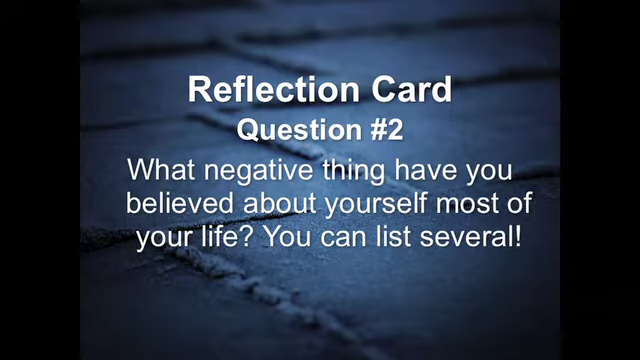 Reflection Card
Question #2
What negative thing have you
believed about yourself most of
your life? You can list several!